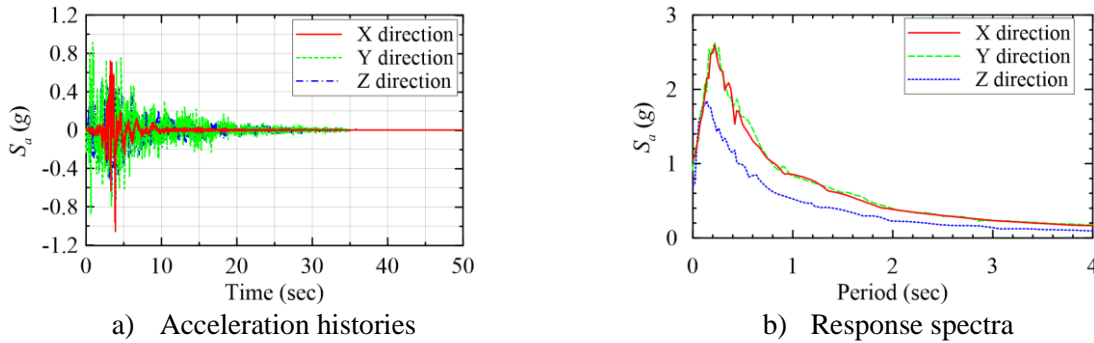 1.2
0.8
0.4
0
-0.4
-0.8
-1.2
S_a (g)
X direction
Y direction
Z direction
0 10 20 30 40 50
Time (sec)
a) Acceleration histories
3
2
1
0
S_a (g)
X direction
Y direction
Z direction
0 1 2 3 4
Period (sec)
b) Response spectra